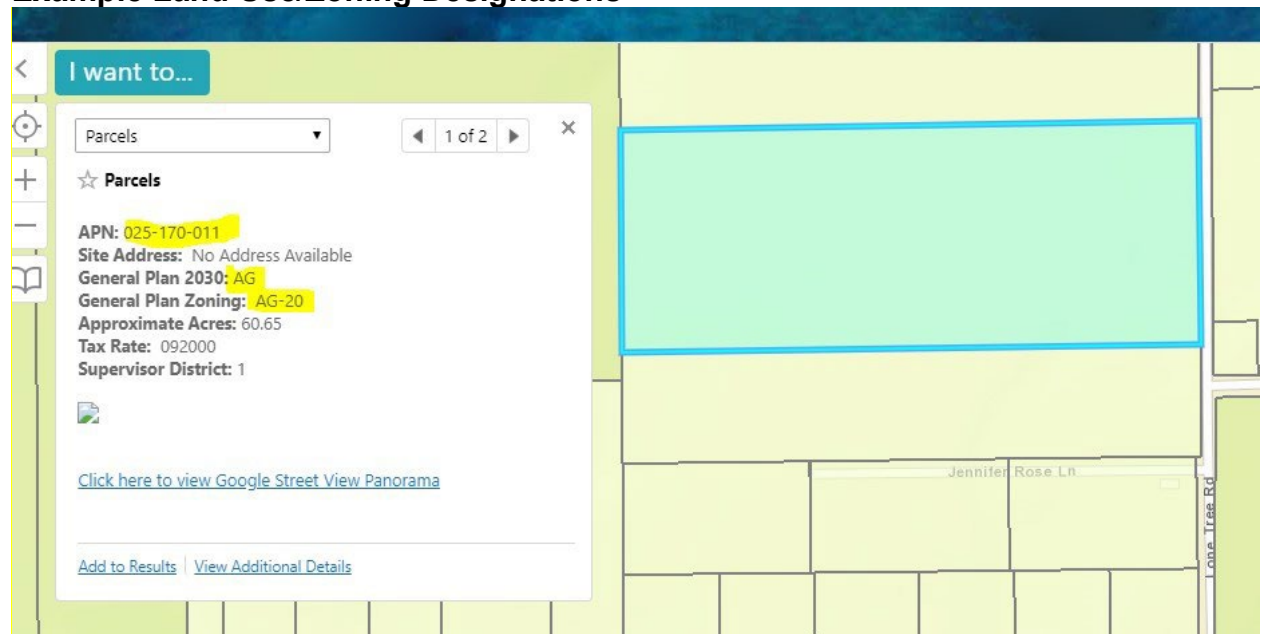 Example Land Use/Zoning Designations
I want to...
Parcels
1 of 2
Parcels
APN: 025-170-011
Site Address: No Address Available
General Plan 2030: AG
General Plan Zoning: AG-20
Approximate Acres: 60.65
Tax Rate: 092000
Supervisor District: 1
Click here to view Google Street View Panorama
Add to Results | View Additional Details
Jennifer Rose Ln
Lone Tree Rd